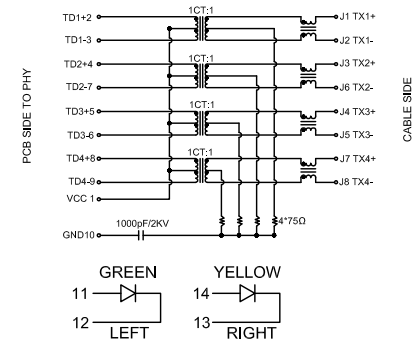 1CT:1
TD1+2
J1 TX1+
TD1-3
J2 TX1-
1CT:1
TD2+4
J3 TX2+
TD2-7
J6 TX2-
1CT:1
TD3+5
J4 TX3+
TD3-6
J5 TX3-
1CT:1
TD4+8
J7 TX4+
TD4-9
J8 TX4-
VCC 1
PCB SIDE TO PHY
CABLE SIDE
1000pF/2KV
4*75Ω
GND10
GREEN
11
12
LEFT
YELLOW
14
13
RIGHT